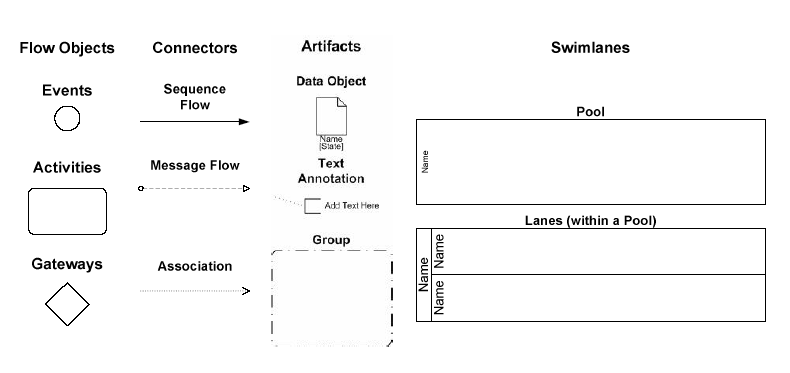 Flow Objects
Events
Activities
Gateways
Connectors
Sequence
Flow
Message Flow
Association
Artifacts
Data Object
Name
[State]
Text
Annotation
Add Text Here
Group
Swimlanes
Pool
Name
Lanes (within a Pool)
Name
Name
Name